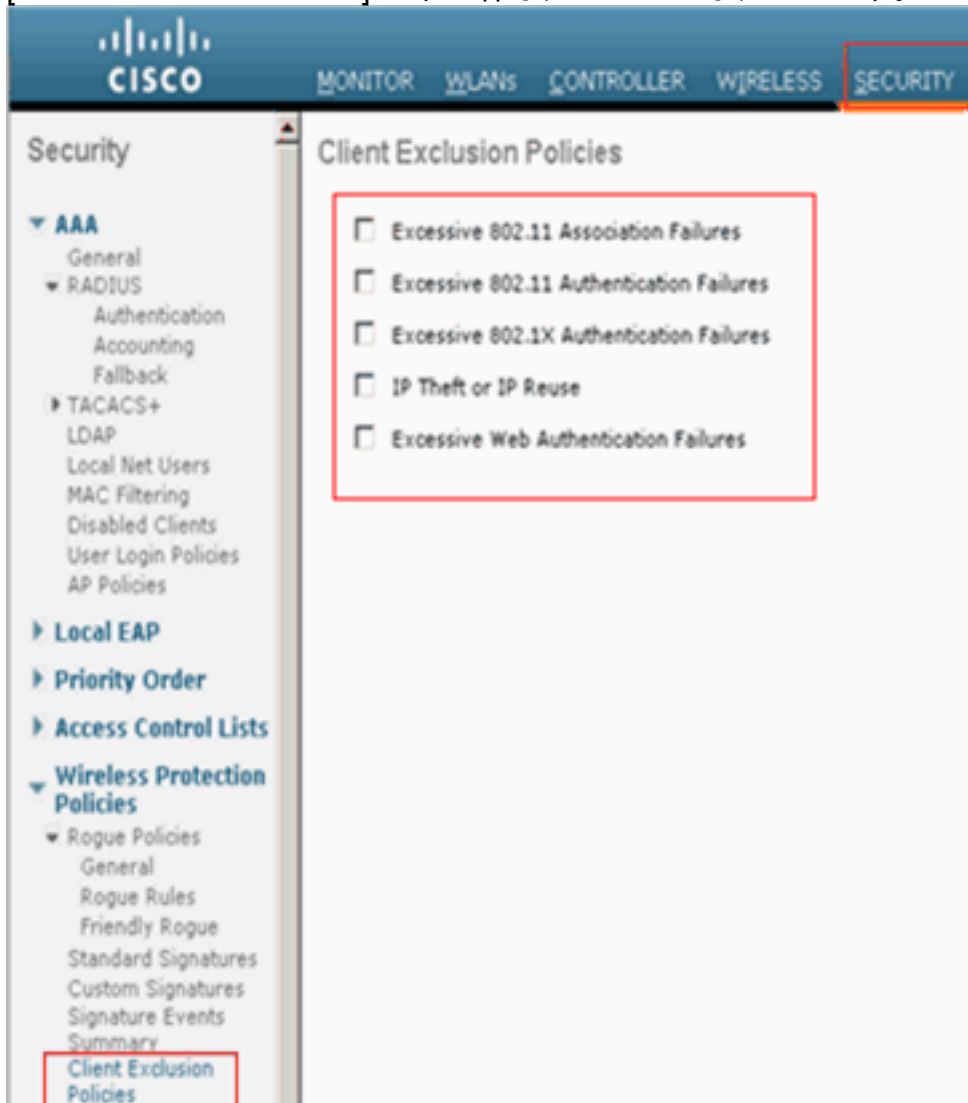 CISCO
MONITOR WLANs CONTROLLER WIRELESS SECURITY
Security
AAA
General
RADIUS
Authentication
Accounting
Fallback
TACACS+
LDAP
Local Net Users
MAC Filtering
Disabled Clients
User Login Policies
AP Policies
Local EAP
Priority Order
Access Control Lists
Wireless Protection
Policies
Rogue Policies
General
Rogue Rules
Friendly Rogue
Standard Signatures
Custom Signatures
Signature Events
Summary
Client Exclusion
Policies
Client Exclusion Policies
Excessive 802.11 Association Failures
Excessive 802.11 Authentication Failures
Excessive 802.1X Authentication Failures
IP Theft or IP Reuse
Excessive Web Authentication Failures